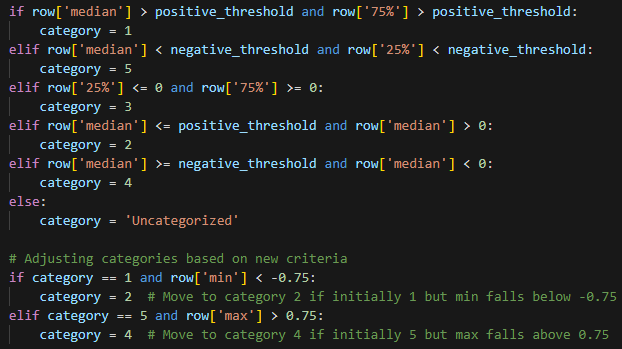 if row['median'] > positive_threshold and row['75%'] > positive_threshold:
    category = 1
elif row['median'] < negative_threshold and row['25%'] < negative_threshold:
    category = 5
elif row['25%'] <= 0 and row['75%'] >= 0:
    category = 3
elif row['median'] <= positive_threshold and row['median'] > 0:
    category = 2
elif row['median'] >= negative_threshold and row['median'] < 0:
    category = 4
else:
    category = 'Uncategorized'

# Adjusting categories based on new criteria
if category == 1 and row['min'] < -0.75:
    category = 2  # Move to category 2 if initially 1 but min falls below -0.75
elif category == 5 and row['max'] > 0.75:
    category = 4  # Move to category 4 if initially 5 but max falls above 0.75